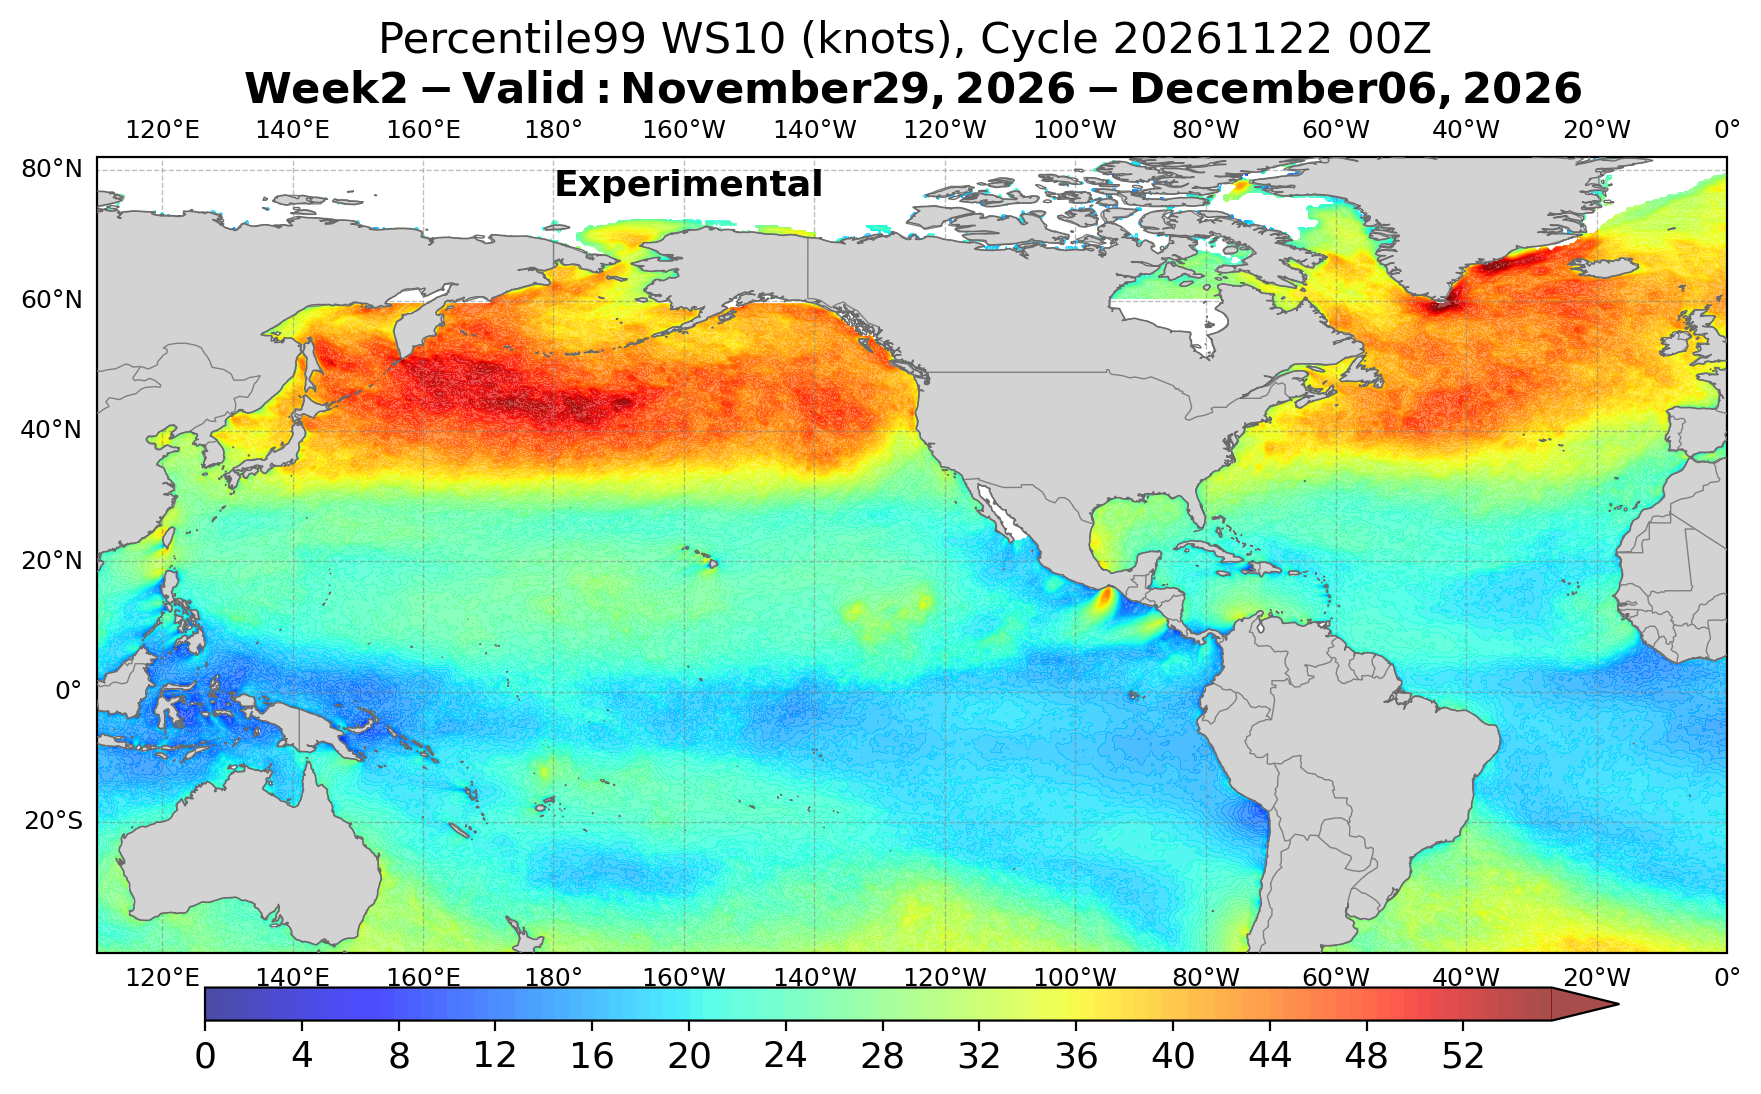 Percentile99 WS10 (knots), Cycle 20261122 00Z
Week2 − Valid : November29, 2026 − December06, 2026
120°E 140°E 160°E 180° 160°W 140°W 120°W 100°W 80°W 60°W 40°W 20°W 0°
80°N
Experimental
60°N
40°N
20°N
0°
20°S
120°E 140°E 160°E 180° 160°W 140°W 120°W 100°W 80°W 60°W 40°W 20°W 0°
0 4 8 12 16 20 24 28 32 36 40 44 48 52